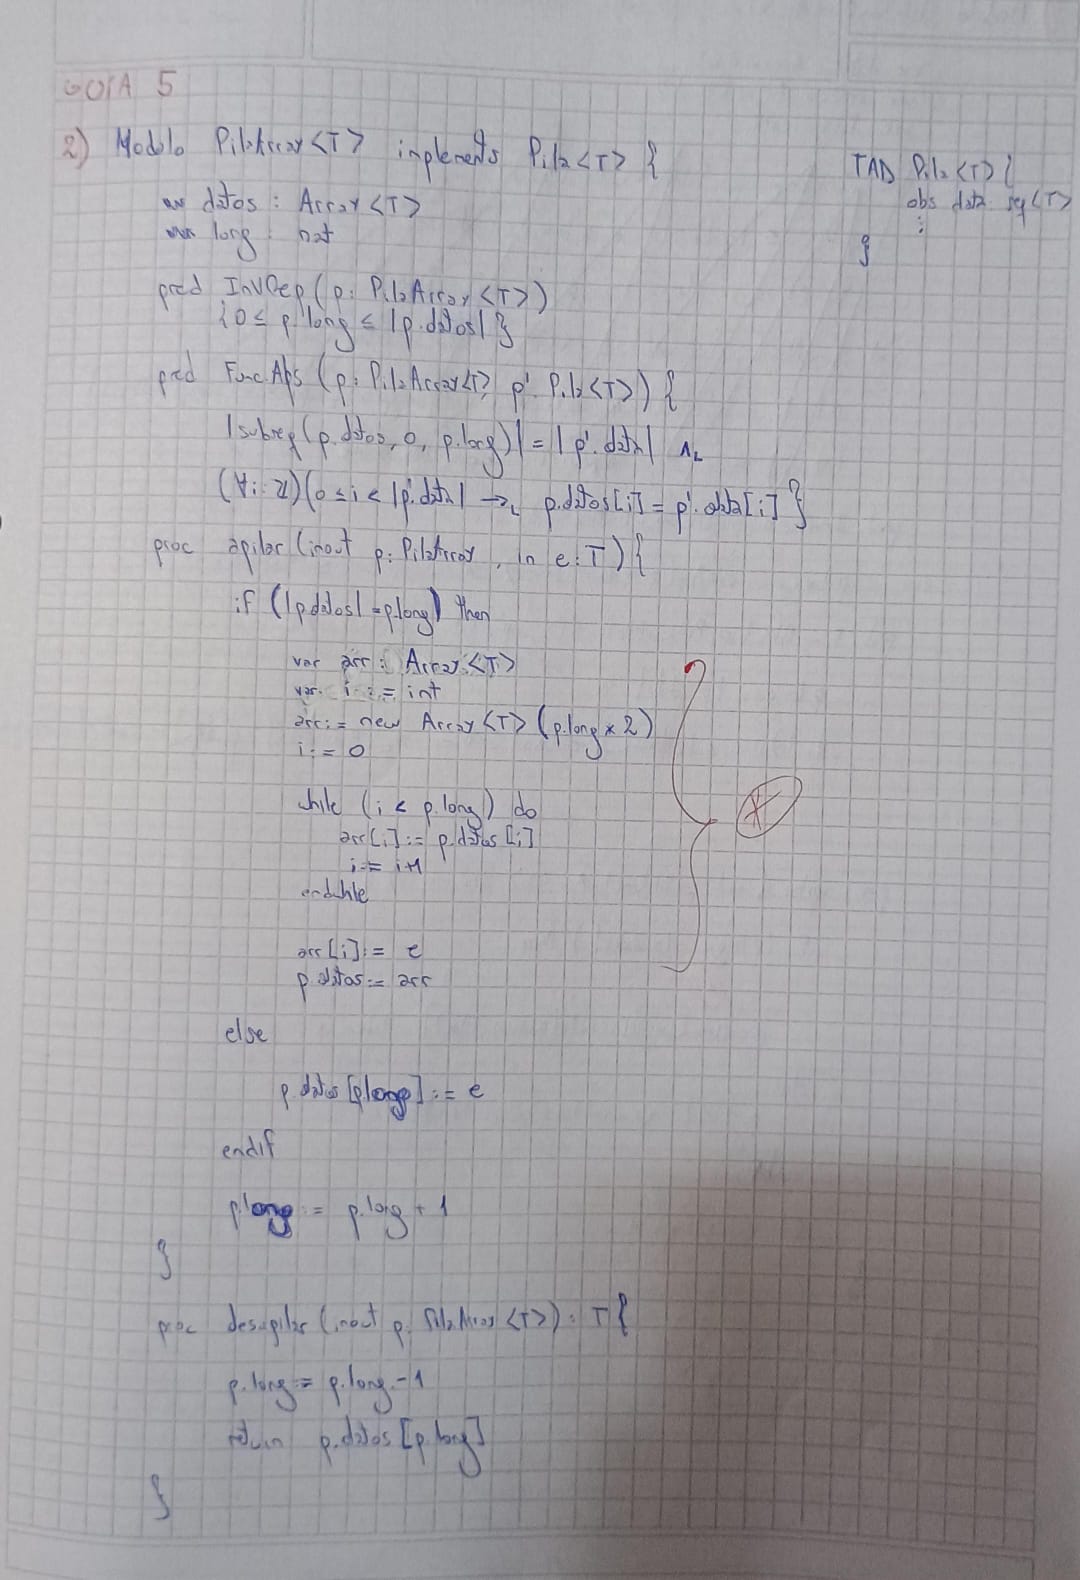 GUIA 5
2) Modulo PilaArray<T> implements Pila<T> {
TAD Pila<T> {
var datos : Array<T>
obs data: seq<T>
var long : nat
⋮
}
pred InvRep(p: PilaArray<T>)
{0 ≤ p.long ≤ |p.datos| }
pred FuncAbs (p: PilaArray<T>, p': Pila<T>) {
|subseq(p.datos, 0, p.long)| = |p'.data| ∧L
(∀i: ℤ)(0 ≤ i < |p'.data| →L p.datos[i] = p'.data[i] }
proc apilar (inout p: PilaArray, in e: T) {
if (|p.datos| = p.long) then
var arr : Array<T>
var i := int
arr := new Array<T> (p.long × 2)
i := 0
while (i < p.long) do
arr[i] := p.datos [i]
i := i+1
endwhile
arr[i] := e
p.datos := arr
*
else
p.datos [p.long] := e
endif
p.long := p.long + 1
}
proc desapilar (inout p: PilaArray <T>) : T {
p.long := p.long - 1
return p.datos [p.long]
}